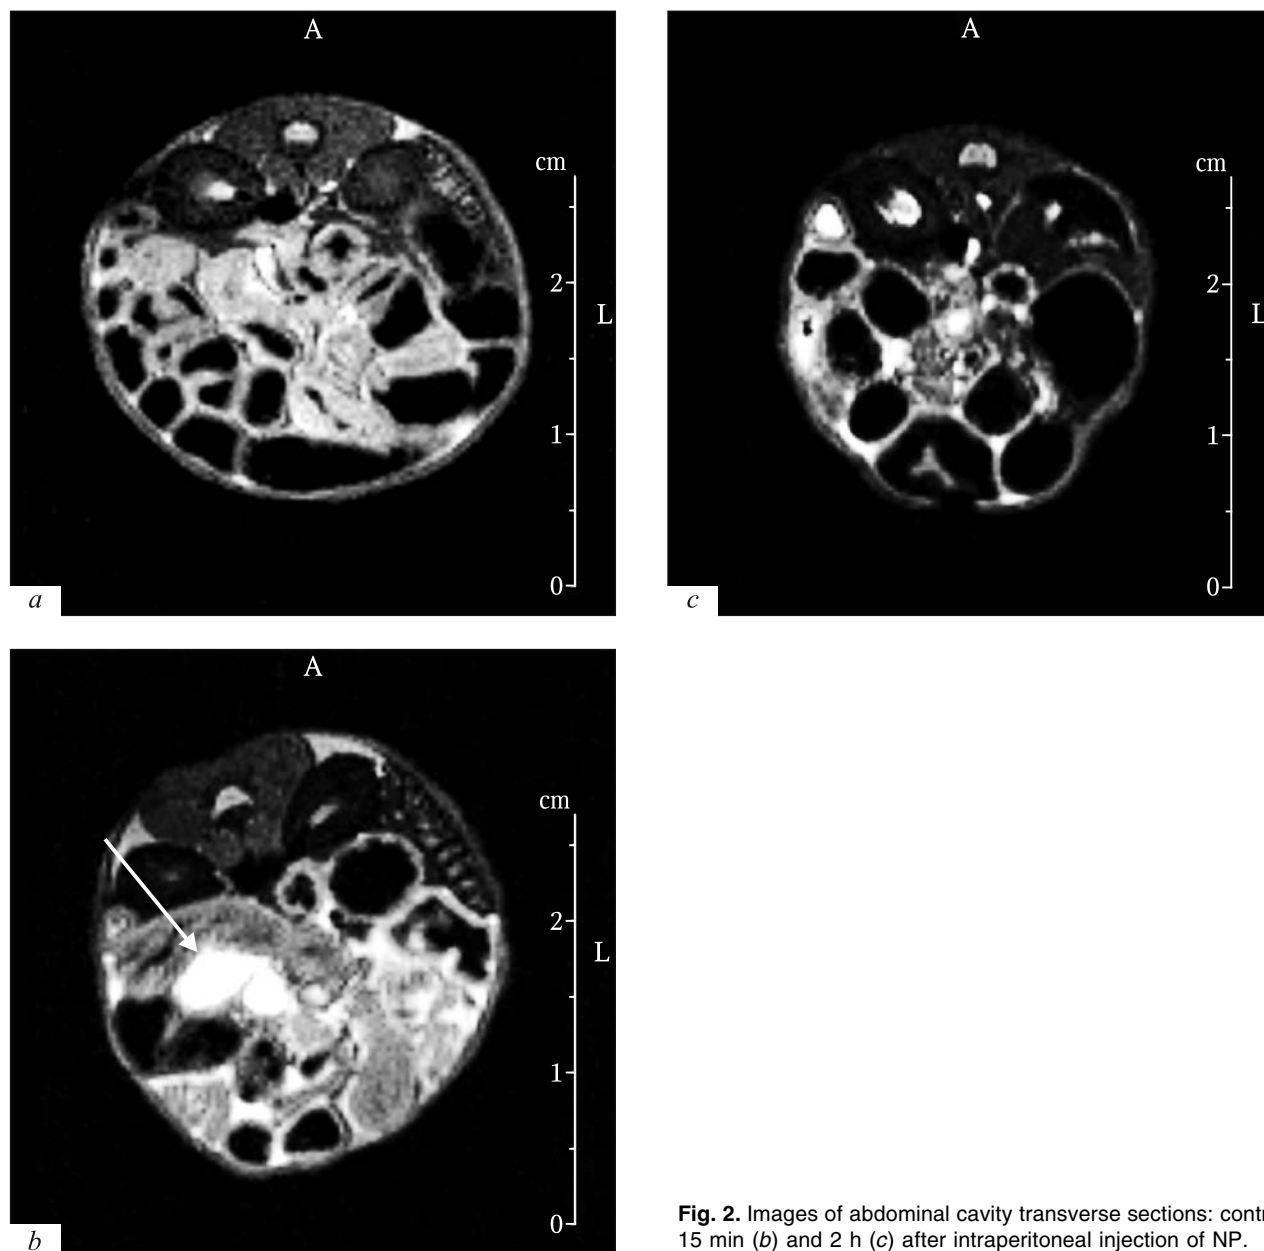 A
cm
2
L
1
0
a
A
cm
2
L
1
0
c
A
cm
2
L
1
0
b
Fig. 2. Images of abdominal cavity transverse sections: contr
15 min (b) and 2 h (c) after intraperitoneal injection of NP.